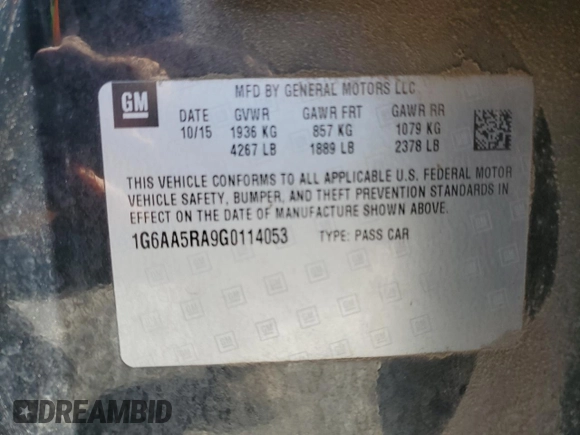 GM
MFD BY GENERAL MOTORS LLC
DATE GVWR GAWR FRT GAWR RR
10/15 1936 KG 857 KG 1079 KG
4267 LB 1889 LB 2378 LB
THIS VEHICLE CONFORMS TO ALL APPLICABLE U.S. FEDERAL MOTOR
VEHICLE SAFETY, BUMPER, AND THEFT PREVENTION STANDARDS IN
EFFECT ON THE DATE OF MANUFACTURE SHOWN ABOVE.
1G6AA5RA9G0114053 TYPE: PASS CAR
DREAMBID